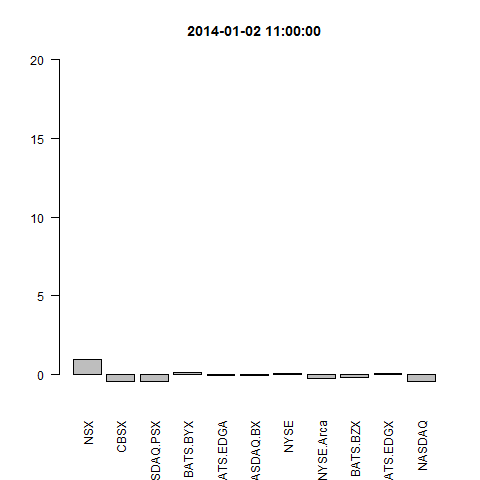 2014-01-02 11:00:00
20
15
10
5
0
NSX
CBSX
SDAQ.PSX
BATS.BYX
ATS.EDGA
ASDAQ.BX
NYSE
NYSE.Arca
BATS.BZX
ATS.EDGX
NASDAQ